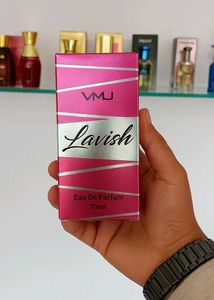 VMJ
Lavish
Eau De Parfum
70ml